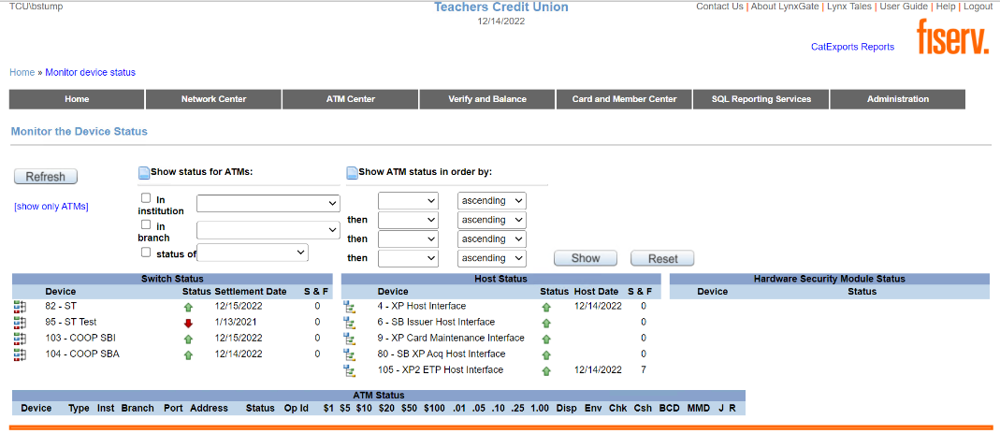 TCU\bstump
Teachers Credit Union
12/14/2022
Contact Us | About LynxGate | Lynx Tales | User Guide | Help | Logout
fiserv.
CatExports Reports
Home » Monitor device status
Home Network Center ATM Center Verify and Balance Card and Member Center SQL Reporting Services Administration
Monitor the Device Status
Refresh
[show only ATMs]
Show status for ATMs:
In institution
in branch
status of
Show ATM status in order by:
ascending
then ascending
then ascending
then ascending
Show Reset
Switch Status
Device Status Settlement Date S & F
82 - ST 12/15/2022 0
95 - ST Test 1/13/2021 0
103 - COOP SBI 12/15/2022 0
104 - COOP SBA 12/14/2022 0
Host Status
Device Status Host Date S & F
4 - XP Host Interface 12/14/2022 0
6 - SB Issuer Host Interface 0
9 - XP Card Maintenance Interface 0
80 - SB XP Acq Host Interface 0
105 - XP2 ETP Host Interface 12/14/2022 7
Hardware Security Module Status
Device Status
ATM Status
Device Type Inst Branch Port Address Status Op Id $1 $5 $10 $20 $50 $100 .01 .05 .10 .25 1.00 Disp Env Chk Csh BCD MMD J R